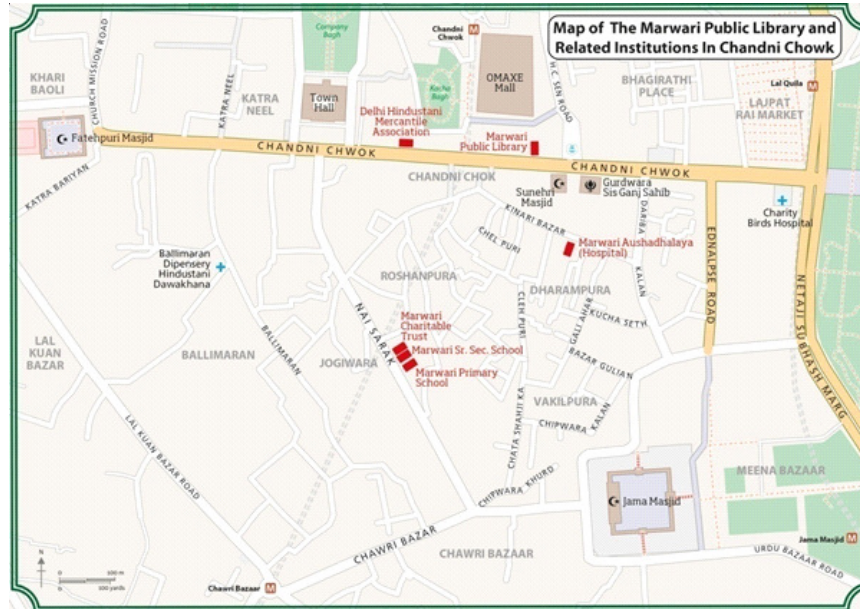 Map of The Marwari Public Library and
Related Institutions In Chandni Chowk
Company
Bagh
Chandni
Chwok
M
KHARI
BAOLI
CHURCH MISSION ROAD
KATRA NEEL
KATRA
NEEL
Town
Hall
Kacha
Bagh
OMAXE
Mall
H C SEN ROAD
BHAGIRATHI
PLACE
Lal Quila
M
LAJPAT
RAI MARKET
Fatehpuri Masjid
Delhi Hindustani
Mercantile
Association
Marwari
Public Library
CHANDNI CHWOK
CHANDNI CHWOK
CHANDNI CHOK
KATRA BARIYAN
Sunehri
Masjid
Gurdwara
Sis Ganj Sahib
DARIBA
KALAN
KINARI BAZAR
CHEL PURI
Charity
Birds Hospital
Marwari Aushadhalaya
(Hospital)
EDNALPSE ROAD
NETAJI SUBHASH MARG
Ballimaran
Dipensery
Hindustani
Dawakhana
ROSHANPURA
DHARAMPURA
CLEH PURI
GALI AHAR
KUCHA SETH
NAI SARAK
Marwari
Charitable
Trust
Marwari Sr. Sec. School
Marwari Primary
School
LAL
KUAN
BAZAR
BALLIMARAN
BALLIMARAN
JOGIWARA
BAZAR GULIAN
VAKILPURA
CHIPWARA KALAN
CHATA SHAHJI KA
LAL KUAN BAZAR ROAD
CHIPWARA KHURD
MEENA BAZAAR
Jama Masjid
CHAWRI BAZAR
CHAWRI BAZAAR
Jama Masjid
M
URDU BAZAAR ROAD
N
0 100 m
0 100 yards
Chawri Bazaar
M